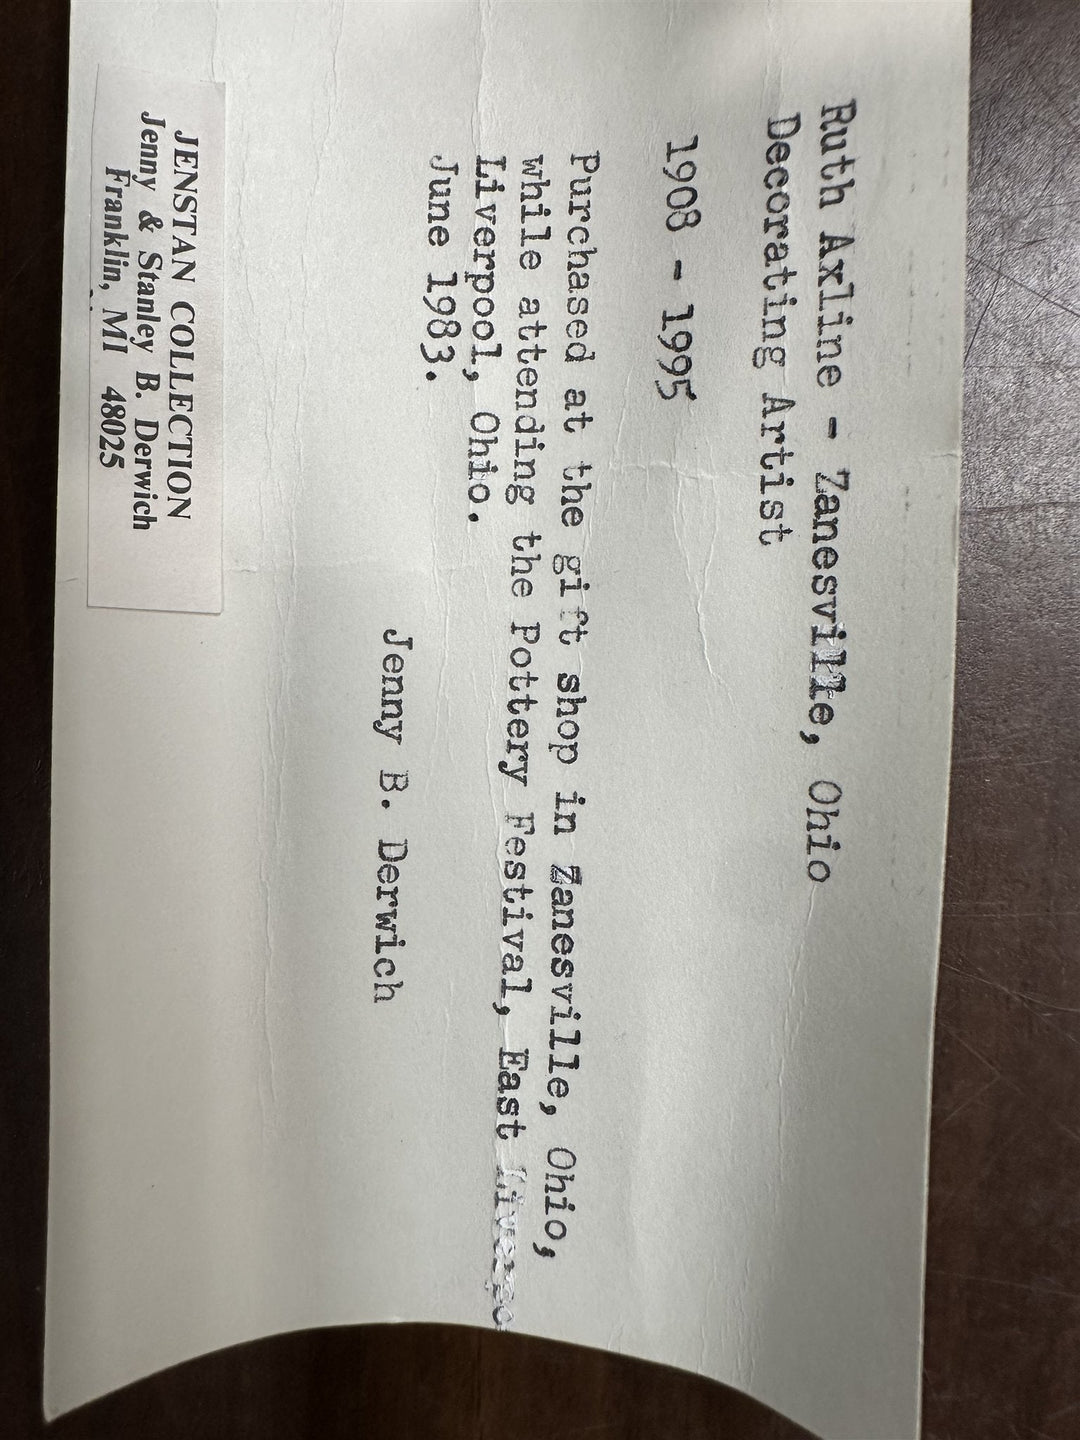 Ruth Axline - Zanesville, Ohio
Decorating Artist
1908 - 1995
Purchased at the gift shop in Zanesville, Ohio,
while attending the Pottery Festival, East
Liverpool, Ohio.
June 1983.
Jenny B. Derwich
JENSTAN COLLECTION
Jenny & Stanley B. Derwich
Franklin, MI 48025